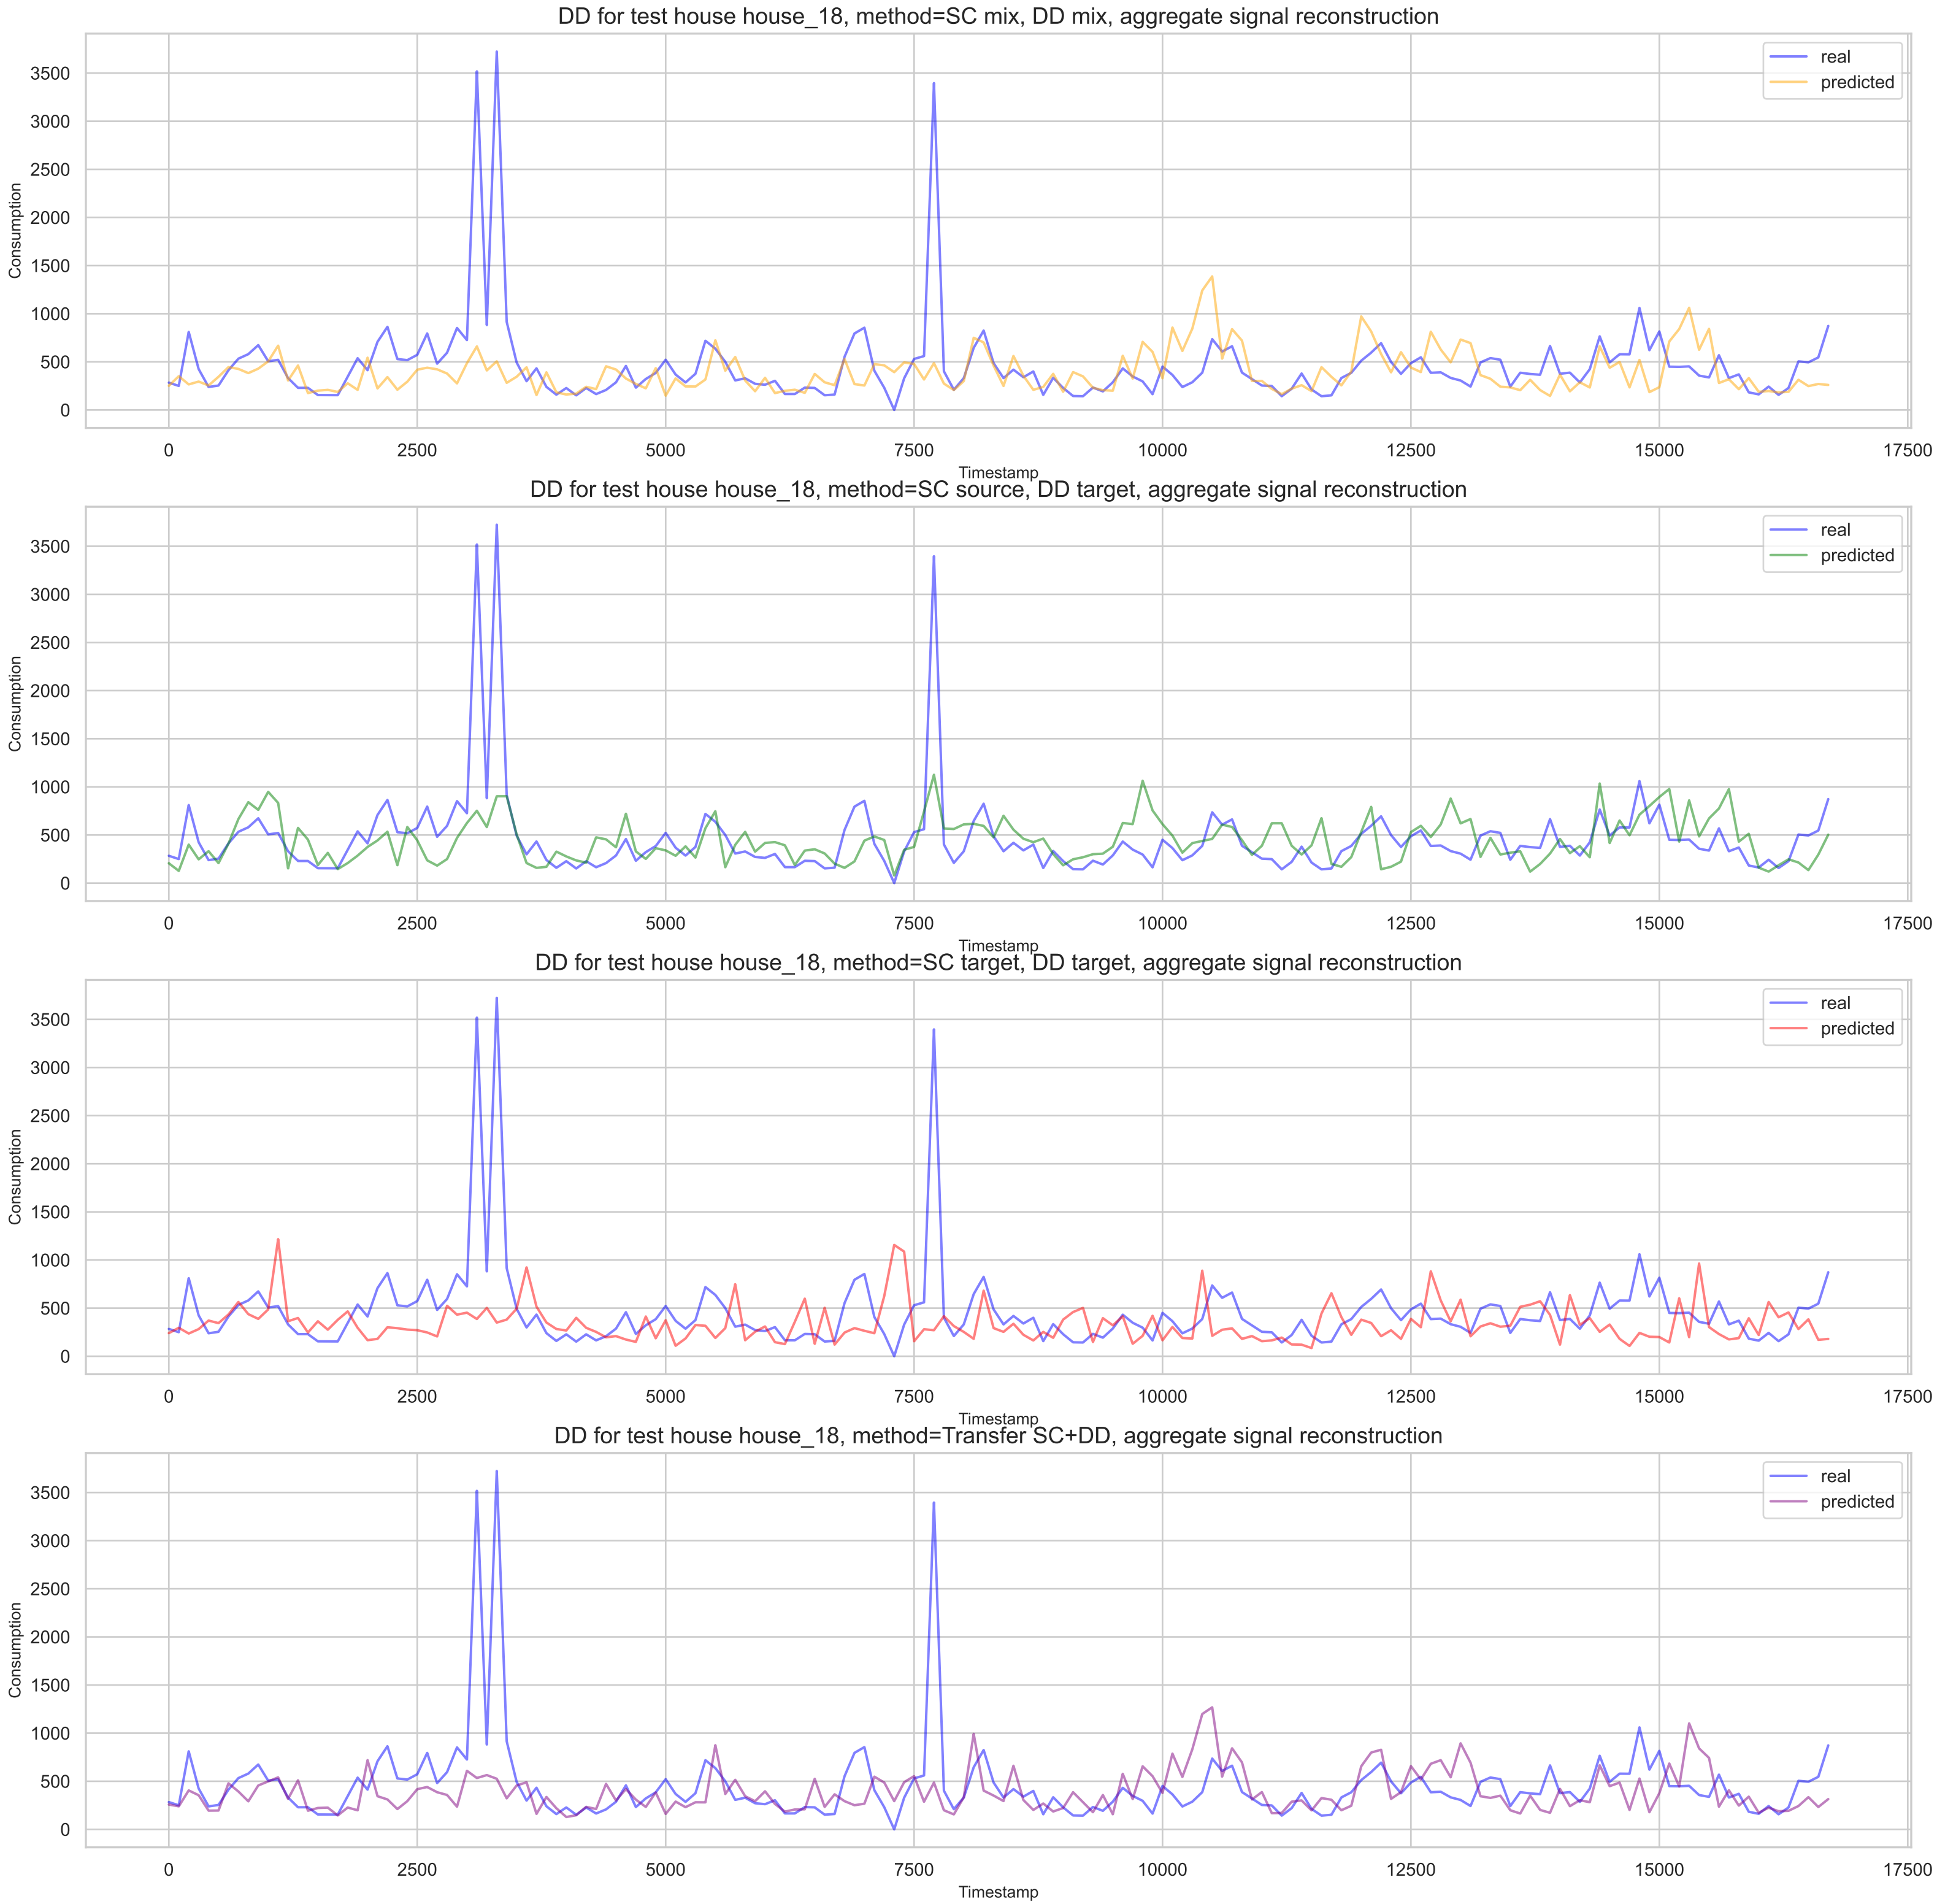 DD for test house house_18, method=SC mix, DD mix, aggregate signal reconstruction
real
predicted
3500
3000
2500
2000
1500
1000
500
0
Consumption
0 2500 5000 7500 10000 12500 15000 17500
Timestamp
DD for test house house_18, method=SC source, DD target, aggregate signal reconstruction
real
predicted
3500
3000
2500
2000
1500
1000
500
0
Consumption
0 2500 5000 7500 10000 12500 15000 17500
Timestamp
DD for test house house_18, method=SC target, DD target, aggregate signal reconstruction
real
predicted
3500
3000
2500
2000
1500
1000
500
0
Consumption
0 2500 5000 7500 10000 12500 15000 17500
Timestamp
DD for test house house_18, method=Transfer SC+DD, aggregate signal reconstruction
real
predicted
3500
3000
2500
2000
1500
1000
500
0
Consumption
0 2500 5000 7500 10000 12500 15000 17500
Timestamp